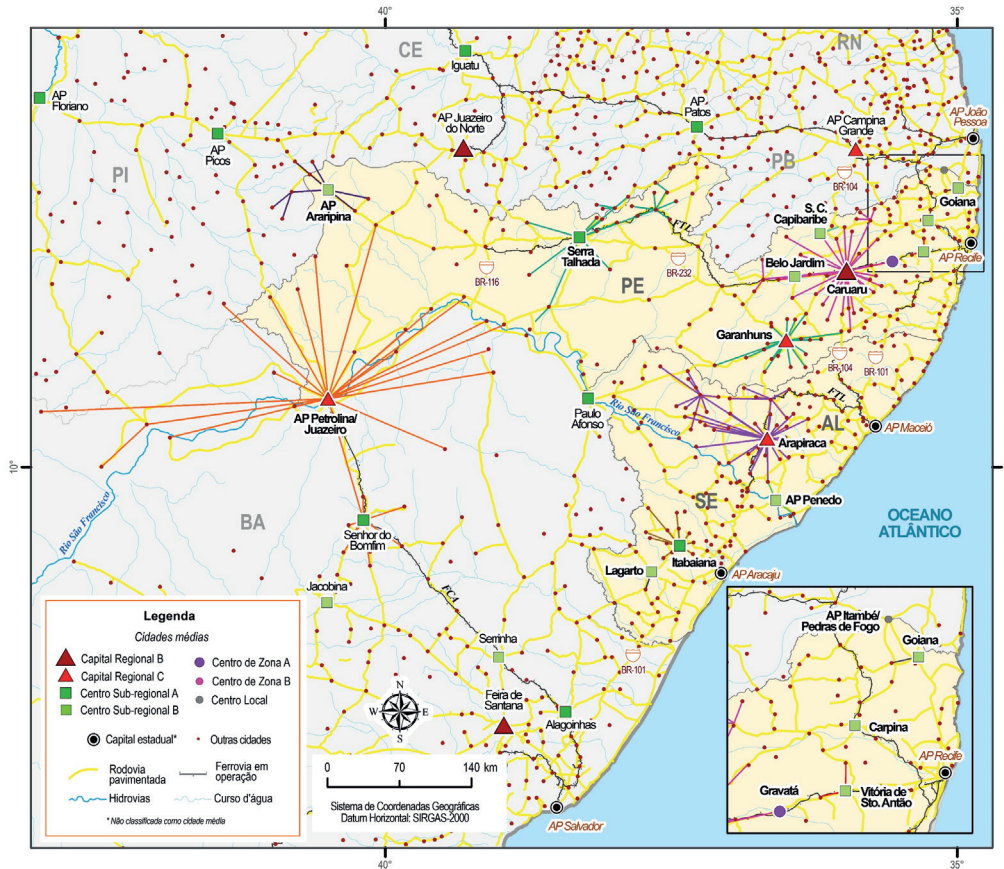 40°
35°
CE
RN
Iguatu
AP
Floriano
AP
Patos
AP Juazeiro
do Norte
AP Campina
Grande
AP João
Pessoa
AP
Picos
PI
PB
BR-104
AP
Araripina
S. C.
Capibaribe
Goiana
FTL
Serra
Talhada
BR-116
BR-232
PE
Belo Jardim
Caruaru
AP Recife
Garanhuns
BR-104
BR-101
FTL
AP Petrolina/
Juazeiro
Paulo
Afonso
Rio São Francisco
AL
Arapiraca
AP Maceió
10°
10°
Rio São Francisco
BA
SE
AP Penedo
OCEANO
ATLÂNTICO
Senhor do
Bomfim
Itabaiana
Lagarto
AP Aracaju
Jacobina
FCA
Serrinha
BR-101
Feira de
Santana
Alagoinhas
AP Salvador
Legenda
Cidades médias
Capital Regional B
Capital Regional C
Centro Sub-regional A
Centro Sub-regional B
Centro de Zona A
Centro de Zona B
Centro Local
Capital estadual*
Outras cidades
Rodovia
pavimentada
Ferrovia em
operação
Hidrovias
Curso d'água
* Não classificada como cidade média
N
W
E
S
0 70 140 km
Sistema de Coordenadas Geográficas
Datum Horizontal: SIRGAS-2000
AP Itambé/
Pedras de Fogo
Goiana
Carpina
AP Recife
Gravatá
Vitória de
Sto. Antão
40°
35°